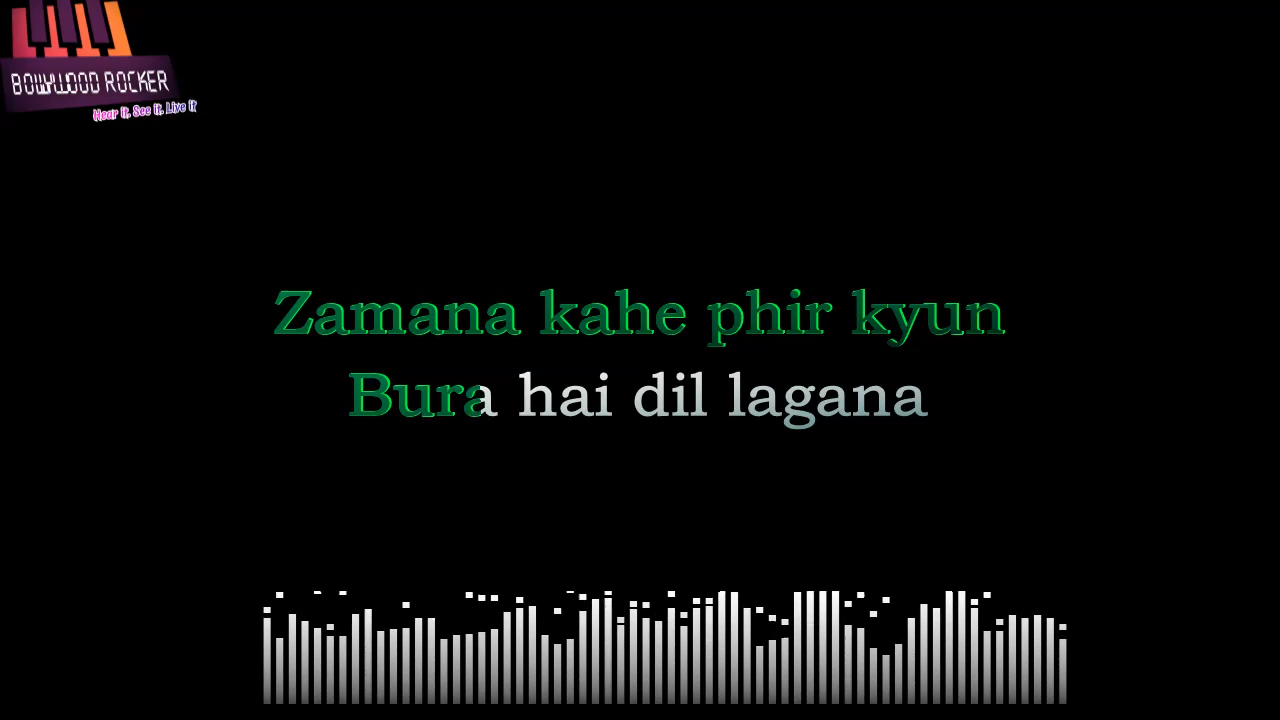 BOLLYWOOD ROCKER
Hear it. See it. Live it
Zamana kahe phir kyun
Bura hai dil lagana